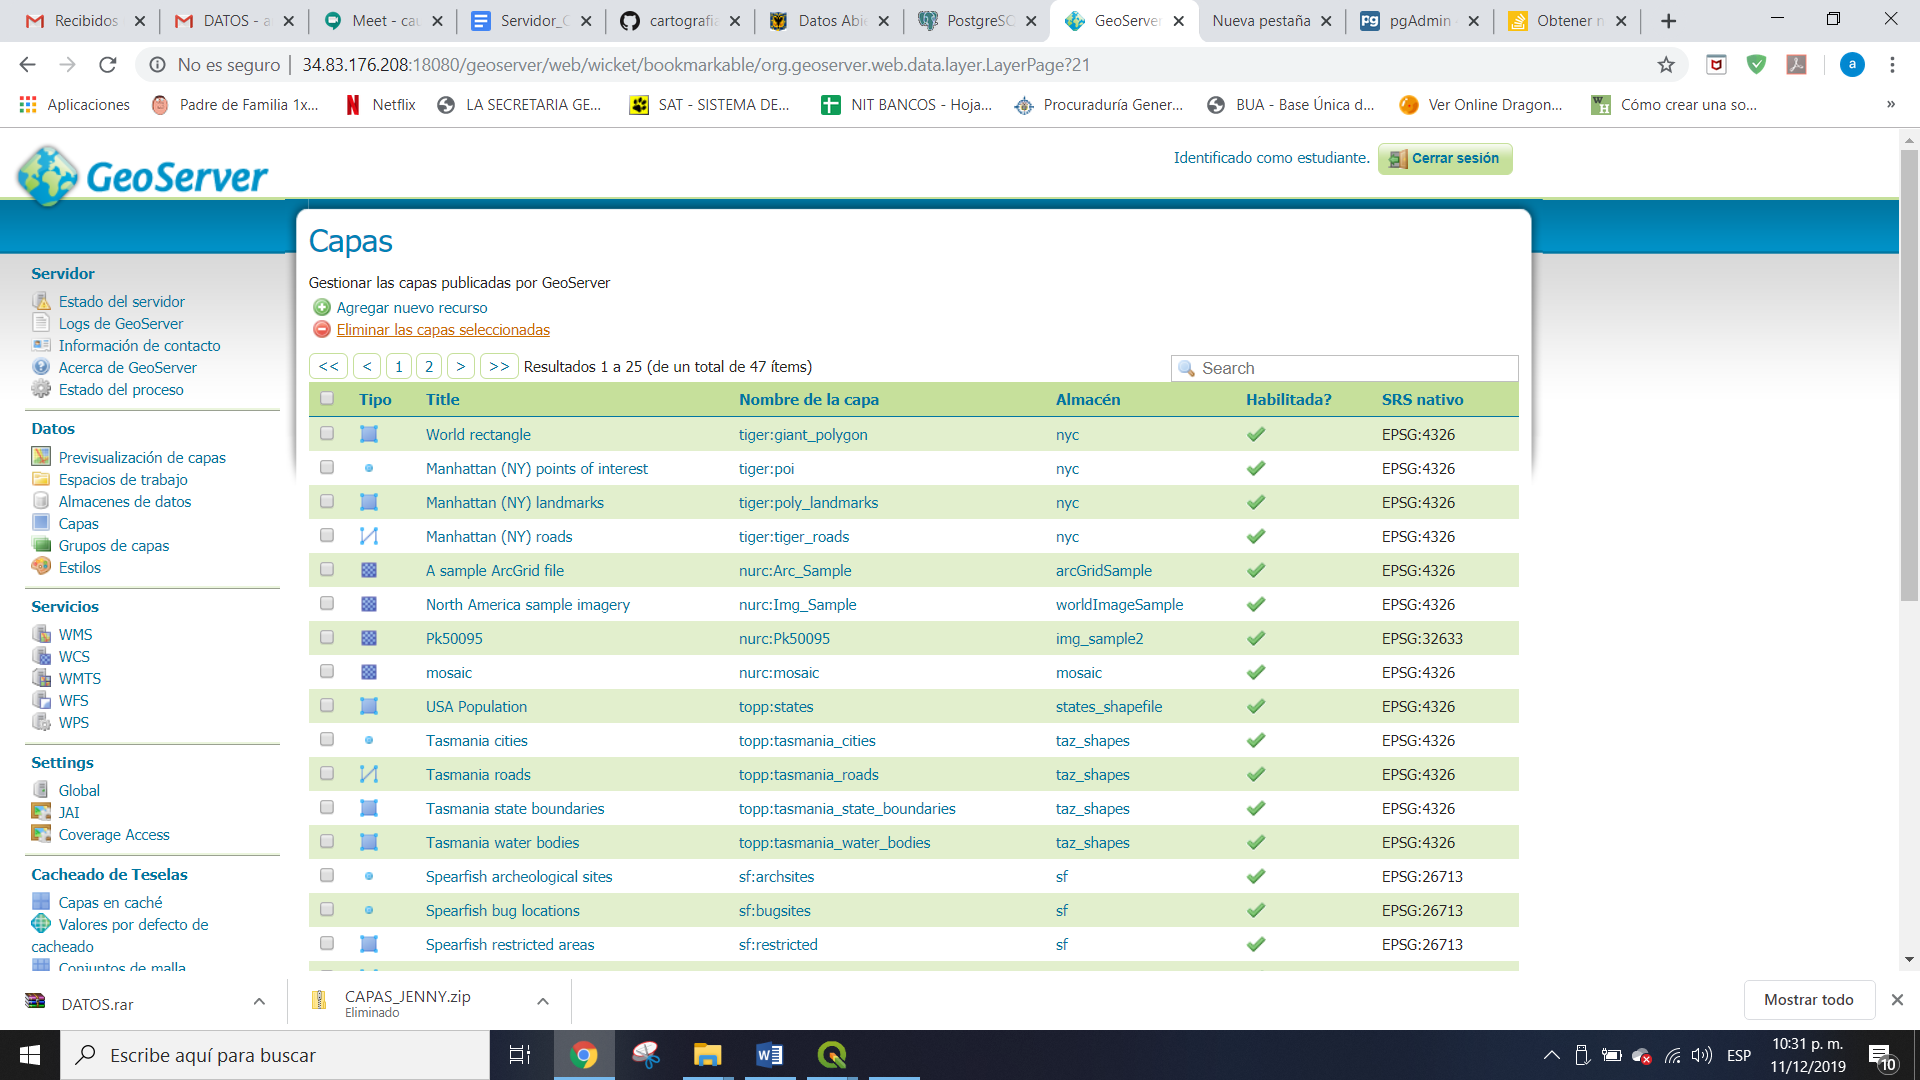 Recibidos
DATOS - a
Meet - cau
Servidor_G
cartografia
Datos Abie
PostgreSQ
GeoServer
Nueva pestaña
pgAdmin
Obtener n
No es seguro
34.83.176.208:18080/geoserver/web/wicket/bookmarkable/org.geoserver.web.data.layer.LayerPage?21
a
Aplicaciones
Padre de Familia 1x...
Netflix
LA SECRETARIA GE...
SAT - SISTEMA DE...
NIT BANCOS - Hoja...
Procuraduría Gener...
BUA - Base Única d...
Ver Online Dragon...
Cómo crear una so...
»
GeoServer
Identificado como estudiante.
Cerrar sesión
Servidor
Estado del servidor
Logs de GeoServer
Información de contacto
Acerca de GeoServer
Estado del proceso
Datos
Previsualización de capas
Espacios de trabajo
Almacenes de datos
Capas
Grupos de capas
Estilos
Servicios
WMS
WCS
WMTS
WFS
WPS
Settings
Global
JAI
Coverage Access
Cacheado de Teselas
Capas en caché
Valores por defecto de
cacheado
Conjuntos de malla
Capas
Gestionar las capas publicadas por GeoServer
Agregar nuevo recurso
Eliminar las capas seleccionadas
<< < 1 2 > >> Resultados 1 a 25 (de un total de 47 ítems)
Search
Tipo Title Nombre de la capa Almacén Habilitada? SRS nativo
World rectangle tiger:giant_polygon nyc EPSG:4326
Manhattan (NY) points of interest tiger:poi nyc EPSG:4326
Manhattan (NY) landmarks tiger:poly_landmarks nyc EPSG:4326
Manhattan (NY) roads tiger:tiger_roads nyc EPSG:4326
A sample ArcGrid file nurc:Arc_Sample arcGridSample EPSG:4326
North America sample imagery nurc:Img_Sample worldImageSample EPSG:4326
Pk50095 nurc:Pk50095 img_sample2 EPSG:32633
mosaic nurc:mosaic mosaic EPSG:4326
USA Population topp:states states_shapefile EPSG:4326
Tasmania cities topp:tasmania_cities taz_shapes EPSG:4326
Tasmania roads topp:tasmania_roads taz_shapes EPSG:4326
Tasmania state boundaries topp:tasmania_state_boundaries taz_shapes EPSG:4326
Tasmania water bodies topp:tasmania_water_bodies taz_shapes EPSG:4326
Spearfish archeological sites sf:archsites sf EPSG:26713
Spearfish bug locations sf:bugsites sf EPSG:26713
Spearfish restricted areas sf:restricted sf EPSG:26713
DATOS.rar
CAPAS_JENNY.zip
Eliminado
Mostrar todo
Escribe aquí para buscar
ESP
10:31 p. m.
11/12/2019
10